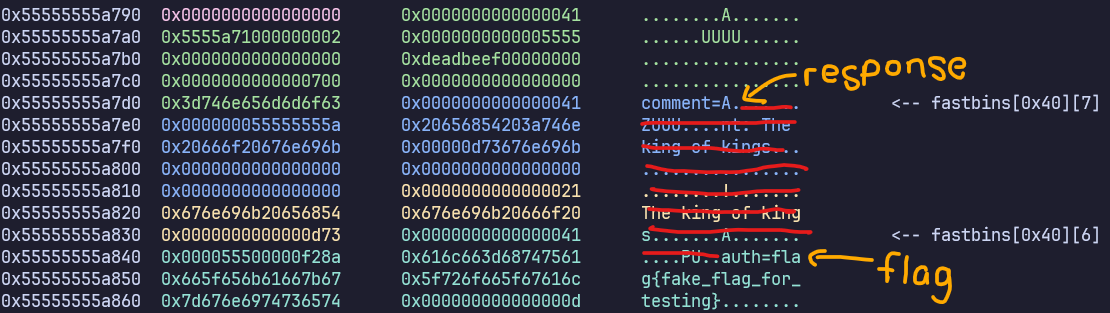 0x55555555a790 0x0000000000000000 0x0000000000000041 ........A.......
0x55555555a7a0 0x5555a71000000002 0x0000000000005555 ......UUUU......
0x55555555a7b0 0x0000000000000000 0xdeadbeef00000000 ................
0x55555555a7c0 0x0000000000000700 0x0000000000000000 ................
response
0x55555555a7d0 0x3d746e656d6d6f63 0x0000000000000041 comment=A....... <-- fastbins[0x40][7]
0x55555555a7e0 0x000000055555555a 0x20656854203a746e ZUUU....nt: The
0x55555555a7f0 0x20666f20676e696b 0x00000d73676e696b king of kings...
0x55555555a800 0x0000000000000000 0x0000000000000000 ................
0x55555555a810 0x0000000000000000 0x0000000000000021 ........!.......
0x55555555a820 0x676e696b20656854 0x676e696b20666f20 The king of king
0x55555555a830 0x0000000000000d73 0x0000000000000041 s.......A....... <-- fastbins[0x40][6]
0x55555555a840 0x000055500000f28a 0x616c663d68747561 ....PU..auth=fla
flag
0x55555555a850 0x665f656b61667b67 0x5f726f665f67616c g{fake_flag_for_
0x55555555a860 0x7d676e6974736574 0x000000000000000d testing}........